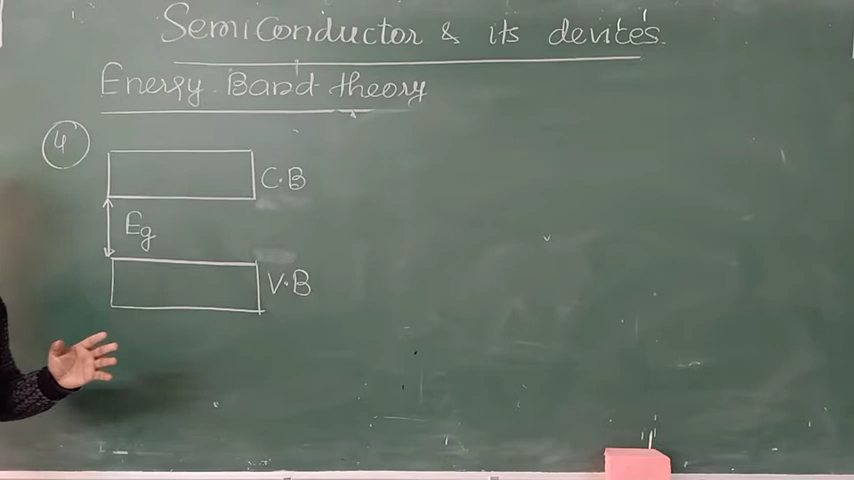 Semiconductor & its devices.
Energy Band theory
4
C.B
Eg
V.B